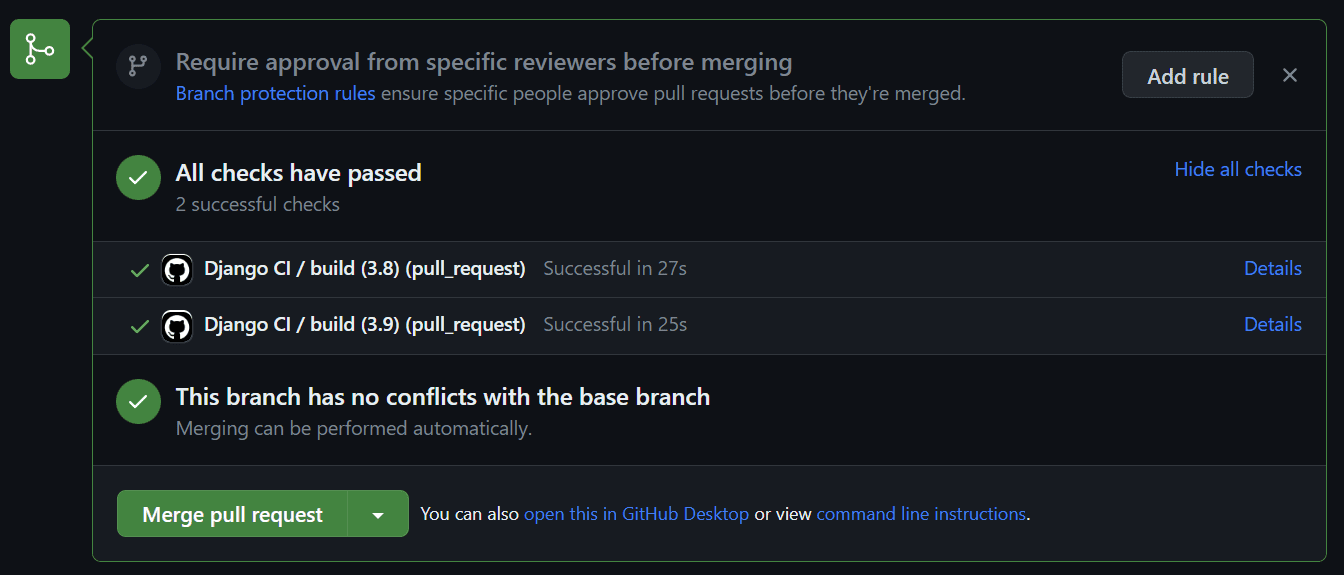 Require approval from specific reviewers before merging
Add rule
Branch protection rules ensure specific people approve pull requests before they're merged.
All checks have passed
Hide all checks
2 successful checks
Django CI / build (3.8) (pull_request) Successful in 27s Details
Django CI / build (3.9) (pull_request) Successful in 25s Details
This branch has no conflicts with the base branch
Merging can be performed automatically.
Merge pull request
You can also open this in GitHub Desktop or view command line instructions.